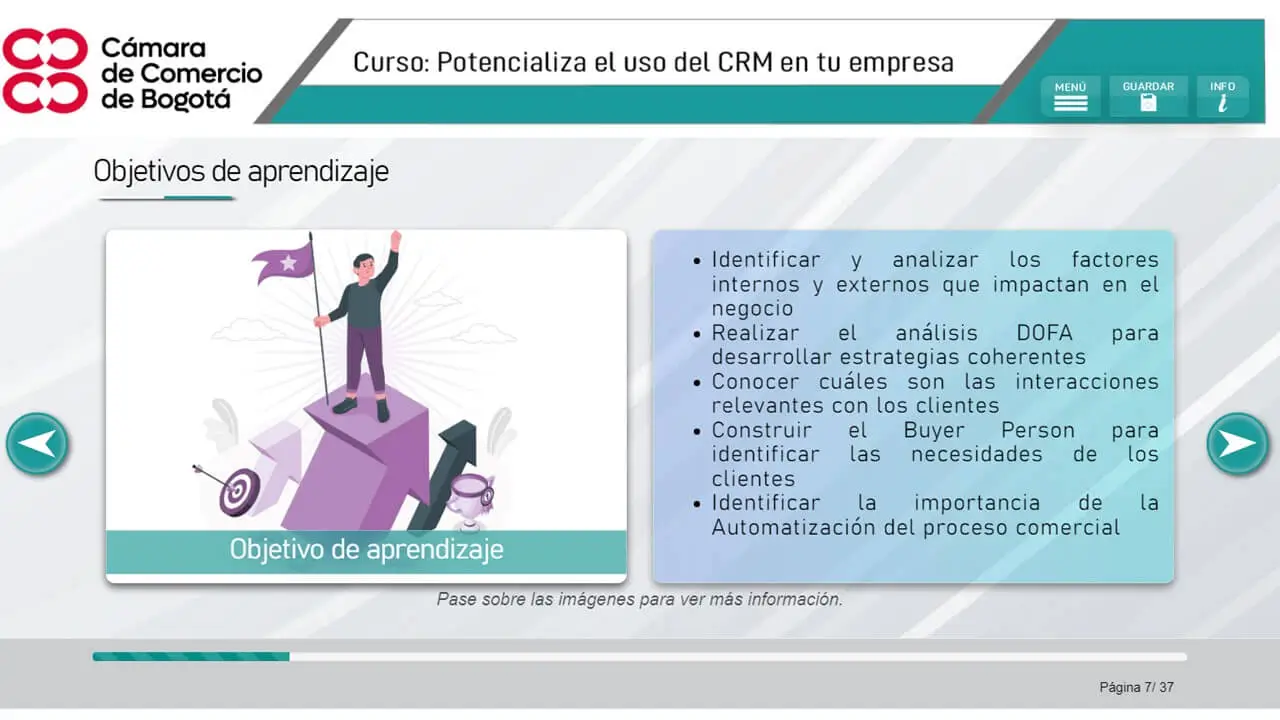 Cámara
de Comercio
de Bogotá
Curso: Potencializa el uso del CRM en tu empresa
MENÚ
GUARDAR
INFO
Objetivos de aprendizaje
Objetivo de aprendizaje
• Identificar y analizar los factores
internos y externos que impactan en el
negocio
• Realizar el análisis DOFA para
desarrollar estrategias coherentes
• Conocer cuáles son las interacciones
relevantes con los clientes
• Construir el Buyer Person para
identificar las necesidades de los
clientes
• Identificar la importancia de la
Automatización del proceso comercial
Pase sobre las imágenes para ver más información.
Página 7/ 37